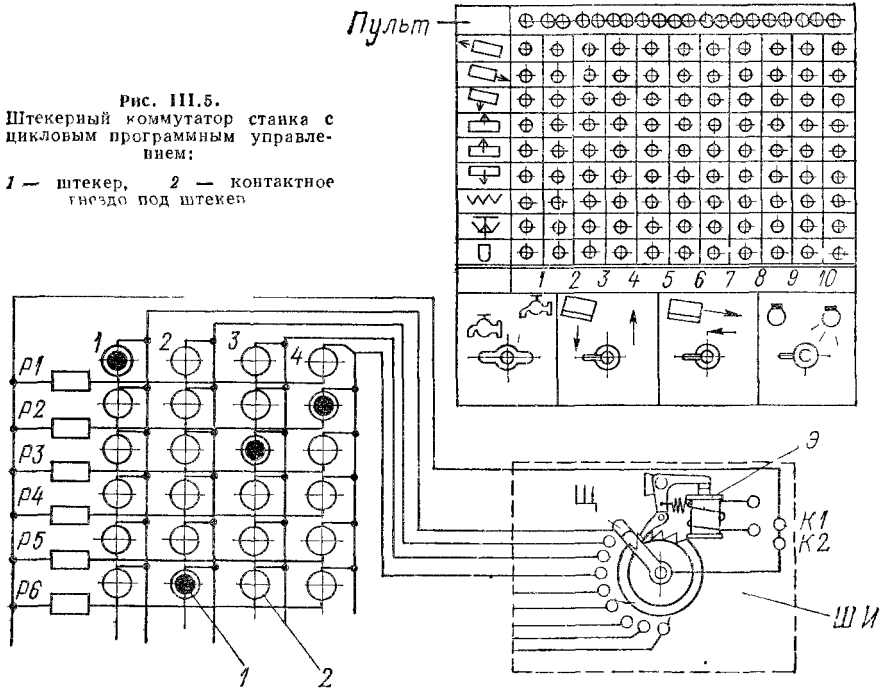 Пульт
Рис. III.5.
Штекерный коммутатор станка с
цикловым программным управле-
нием:
1 — штекер, 2 — контактное
гнездо под штекер
1 2 3 4 5 6 7 8 9 10
1 2 3 4
Р1
Р2
Р3
Р4
Р5
Р6
1 2
Щ
Э
К1
К2
ШИ
С